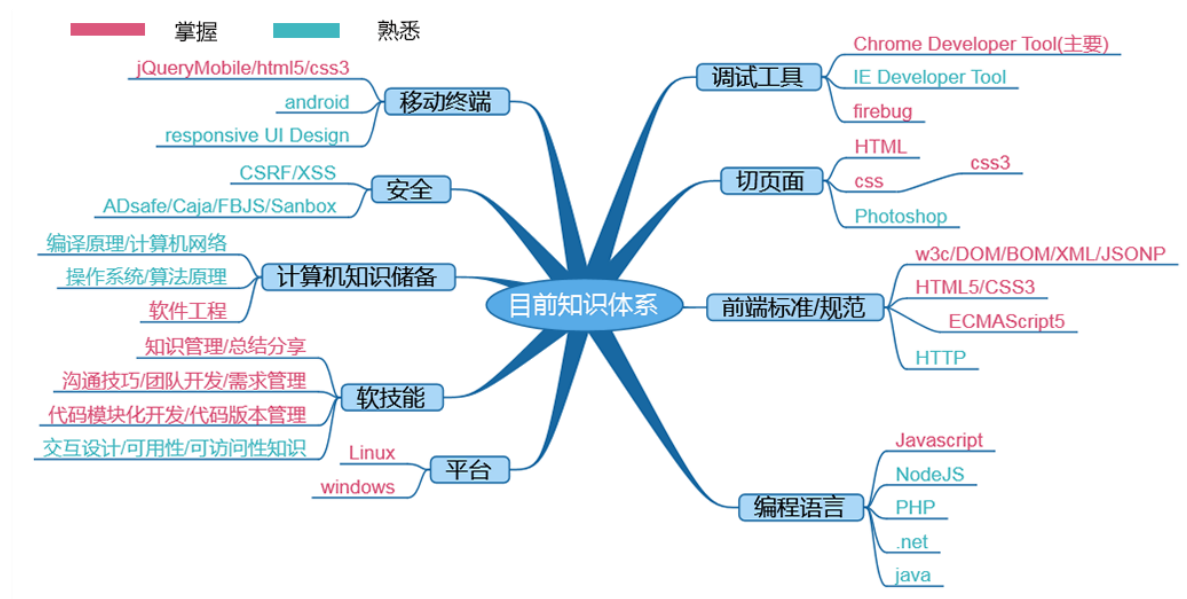 掌握
熟悉
jQueryMobile/html5/css3
android
responsive UI Design
移动终端
CSRF/XSS
ADsafe/Caja/FBJS/Sanbox
安全
编译原理/计算机网络
操作系统/算法原理
软件工程
计算机知识储备
知识管理/总结分享
沟通技巧/团队开发/需求管理
代码模块化开发/代码版本管理
交互设计/可用性/可访问性知识
软技能
Linux
windows
平台
目前知识体系
调试工具
Chrome Developer Tool(主要)
IE Developer Tool
firebug
切页面
HTML
css
css3
Photoshop
前端标准/规范
w3c/DOM/BOM/XML/JSONP
HTML5/CSS3
ECMAScript5
HTTP
编程语言
Javascript
NodeJS
PHP
.net
java